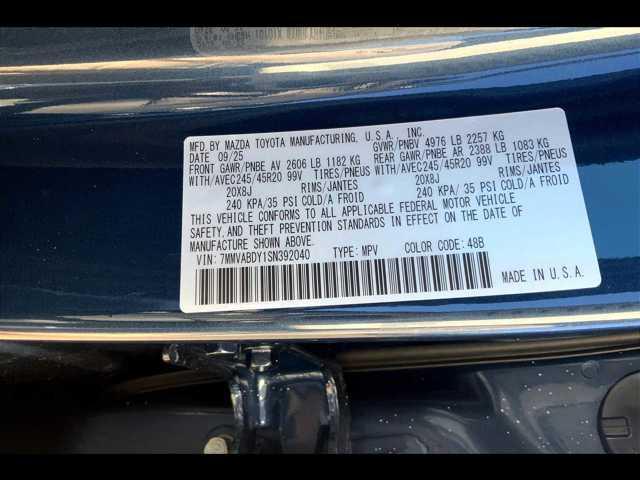 MFD. BY MAZDA TOYOTA MANUFACTURING, U.S.A. INC.
DATE 09/25 GVWR/PNBV 4976 LB 2257 KG
FRONT GAWR/PNBE AV 2606 LB 1182 KG REAR GAWR/PNBE AR 2388 LB 1083 KG
WITH/AVEC245/45R20 99V TIRES/PNEUS WITH/AVEC245/45R20 99V TIRES/PNEUS
20X8J RIMS/JANTES 20X8J RIMS/JANTES
240 KPA/35 PSI COLD/A FROID 240 KPA/ 35 PSI COLD/A FROID
THIS VEHICLE CONFORMS TO ALL APPLICABLE FEDERAL MOTOR VEHICLE
SAFETY, AND THEFT PREVENTION STANDARDS IN EFFECT ON THE DATE OF
MANUFACTURE SHOWN ABOVE.
VIN: 7MMVABDY1SN392040 TYPE: MPV COLOR CODE: 48B
MADE IN U.S.A.